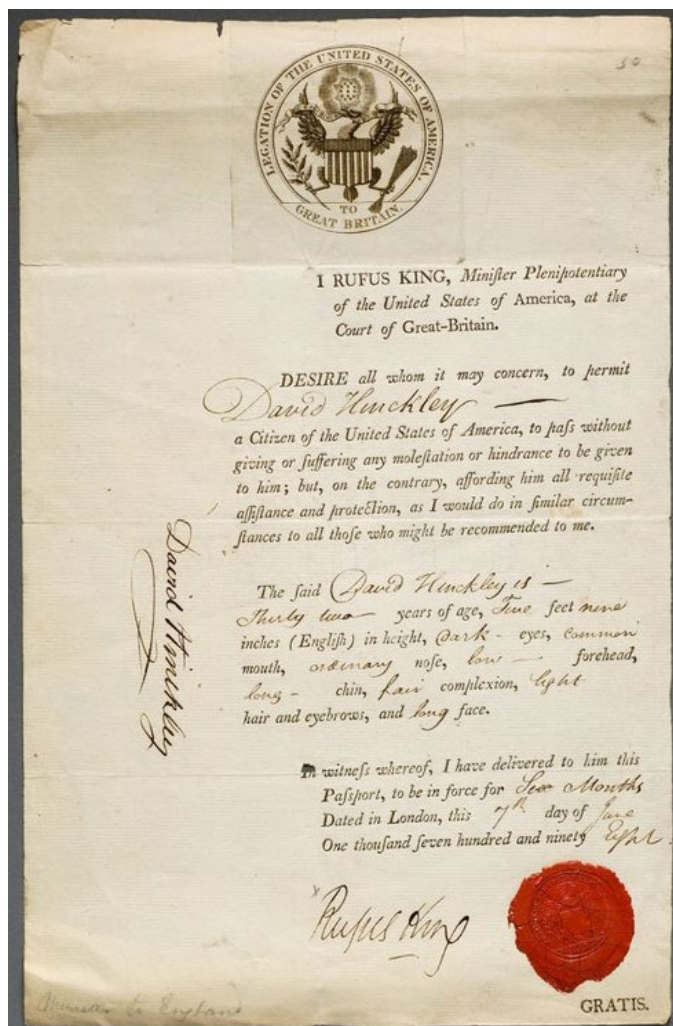 LEGATION OF THE UNITED STATES OF AMERICA.
TO
GREAT BRITAIN.
I RUFUS KING, Miniſter Plenipotentiary
of the United States of America, at the
Court of Great-Britain.
DESIRE all whom it may concern, to permit
David Hinckley —
a Citizen of the United States of America, to paſs without
giving or ſuffering any moleſtation or hindrance to be given
to him; but, on the contrary, affording him all requiſite
aſſiſtance and protection, as I would do in ſimilar circum-
ſtances to all thoſe who might be recommended to me.
David Hinckley
The ſaid David Hinckley is —
Thirty two years of age, Five feet nine
inches (Engliſh) in height, Dark - eyes, common
mouth, ordinary noſe, low — forehead,
long - chin, fair complexion, light
hair and eyebrows, and long face.
In witneſs whereof, I have delivered to him this
Paſſport, to be in force for Six Months
Dated in London, this 7th day of June
One thouſand ſeven hundred and ninety Eight.
Rufus King
Minister to England
GRATIS.